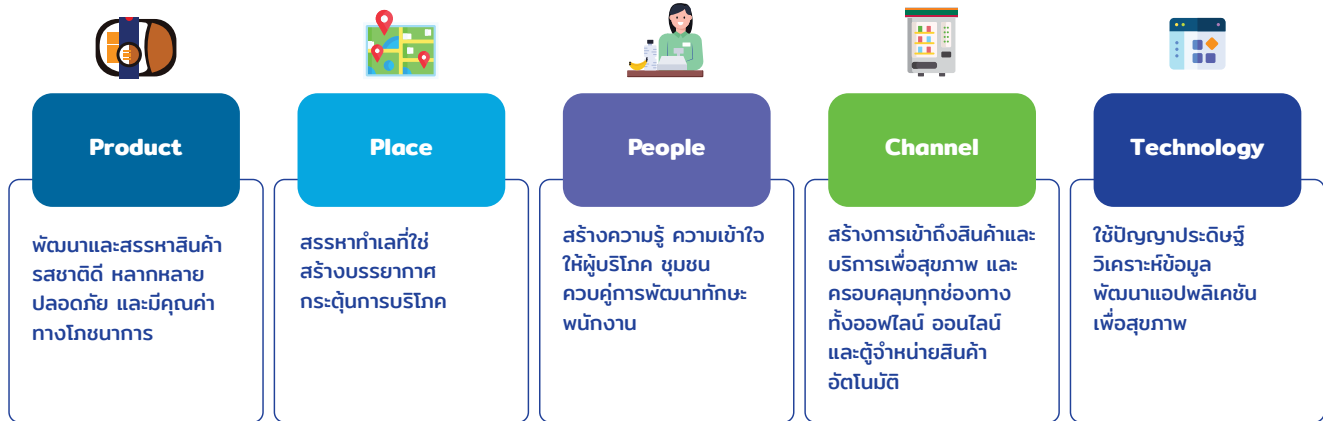 Product
พัฒนาและสรรหาสินค้า
รสชาติดี หลากหลาย
ปลอดภัย และมีคุณค่า
ทางโภชนาการ
Place
สรรหาทำเลที่ใช่
สร้างบรรยากาศ
กระตุ้นการบริโภค
People
สร้างความรู้ ความเข้าใจ
ให้ผู้บริโภค ชุมชน
ควบคู่การพัฒนาทักษะ
พนักงาน
Channel
สร้างการเข้าถึงสินค้าและ
บริการเพื่อสุขภาพ และ
ครอบคลุมทุกช่องทาง
ทั้งออฟไลน์ ออนไลน์
และตู้จำหน่ายสินค้า
อัตโนมัติ
Technology
ใช้ปัญญาประดิษฐ์
วิเคราะห์ข้อมูล
พัฒนาแอปพลิเคชัน
เพื่อสุขภาพ